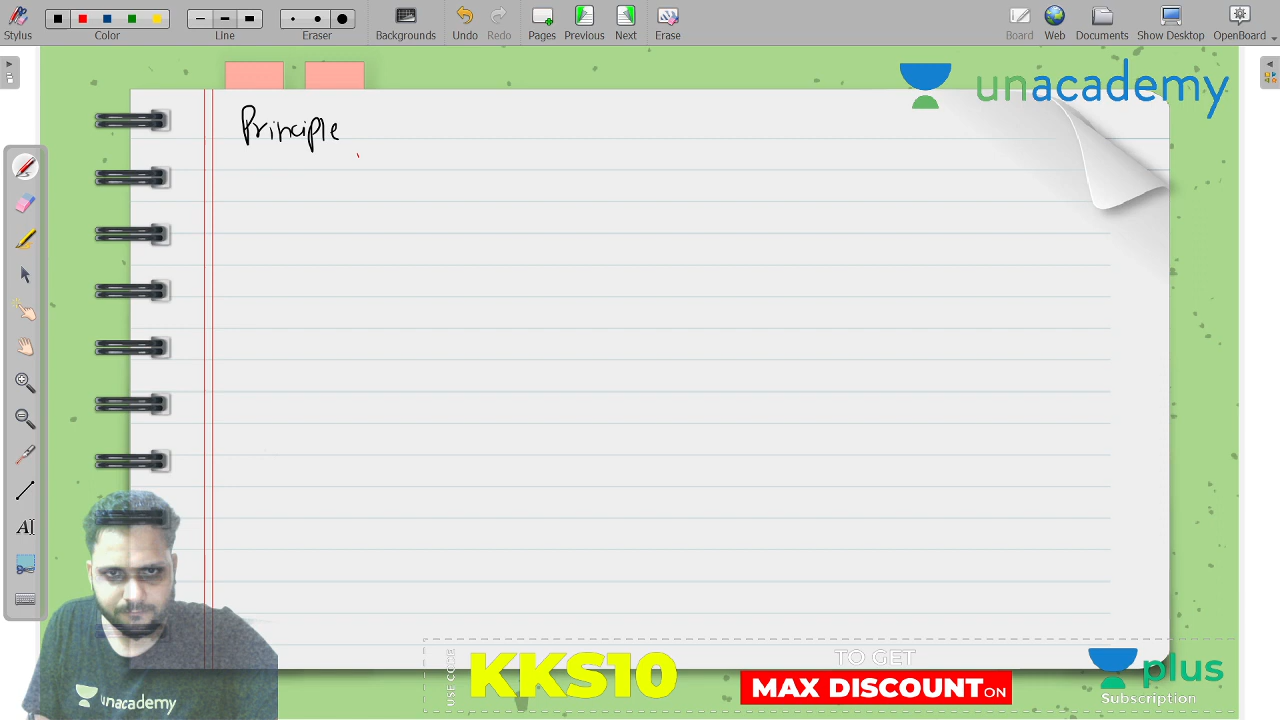 Stylus
Color
Line
Eraser
Backgrounds
Undo
Redo
Pages
Previous
Next
Erase
Board
Web
Documents
Show Desktop
OpenBoard
unacademy
Principle
AI
unacademy
USE CODE
KKS10
TO GET
MAX DISCOUNT ON
plus
Subscription